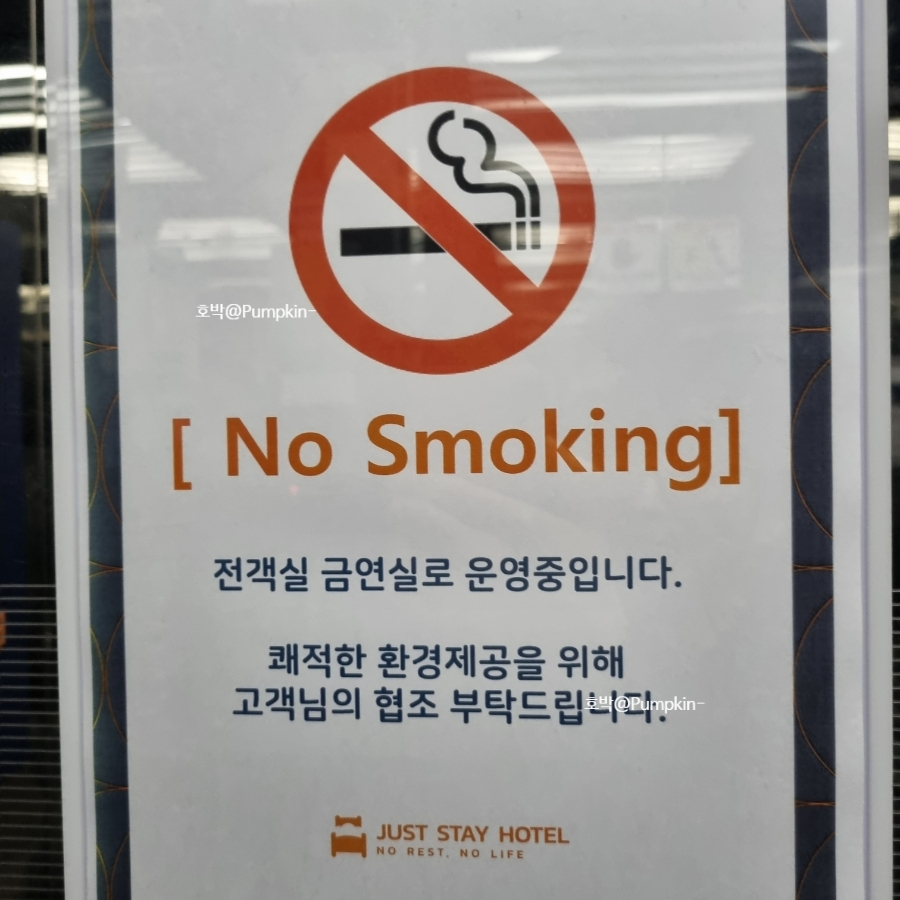 호박@Pumpkin-
[ No Smoking]
전객실 금연실로 운영중입니다.
쾌적한 환경제공을 위해
고객님의 협조 부탁드립니다.
호박@Pumpkin-
JUST STAY HOTEL
NO REST, NO LIFE